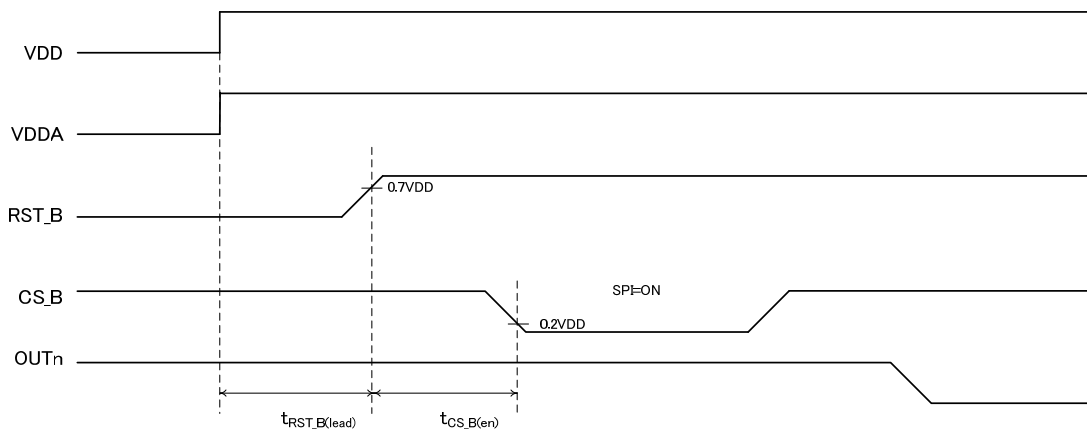 VDD
VDDA
RST_B
0.7VDD
CS_B
SPI=ON
0.2VDD
OUTn
tRST_B(lead)
tCS_B(en)